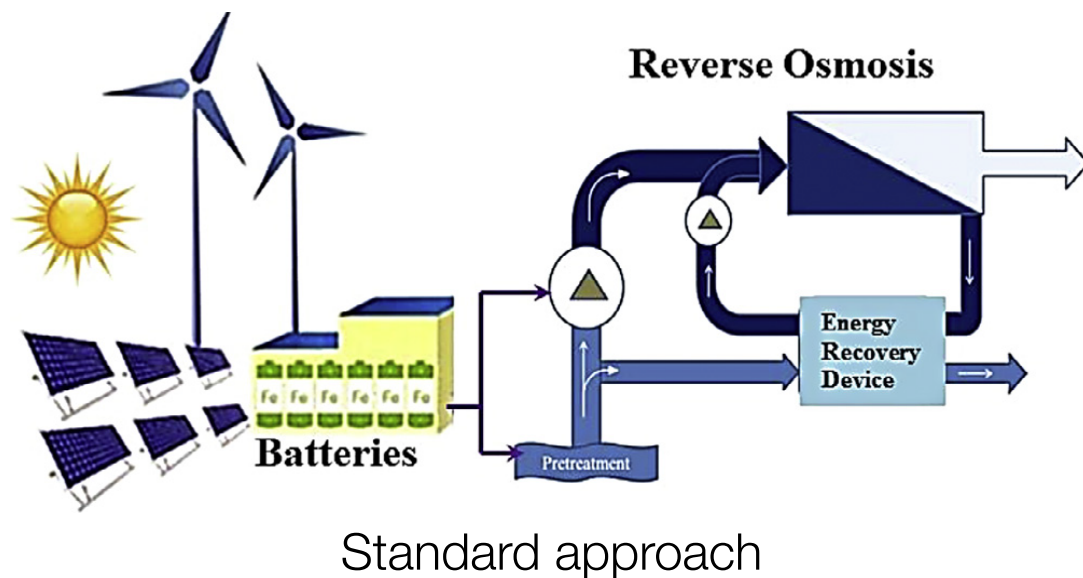 Reverse Osmosis
Energy
Recovery
Device
Fe Fe Fe Fe Fe Fe
Batteries
Pretreatment
Standard approach